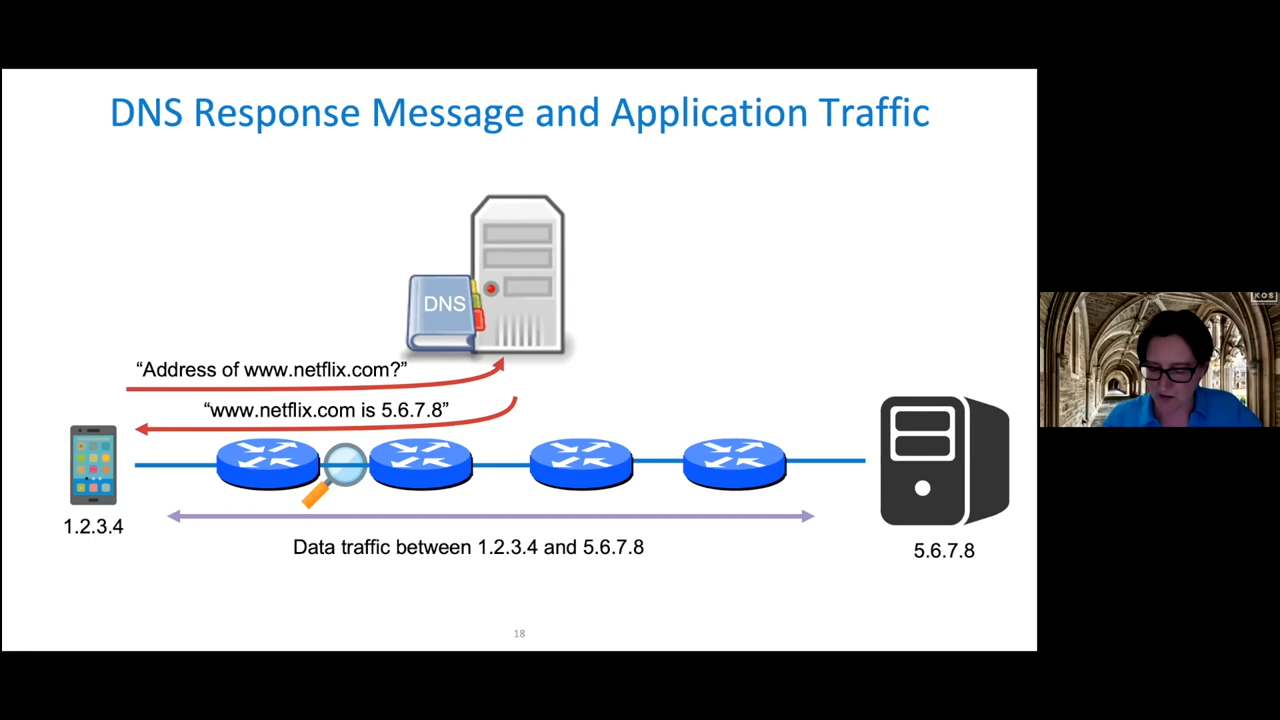 DNS Response Message and Application Traffic
DNS
“Address of www.netflix.com?”
“www.netflix.com is 5.6.7.8”
1.2.3.4
Data traffic between 1.2.3.4 and 5.6.7.8
5.6.7.8
18
KOS